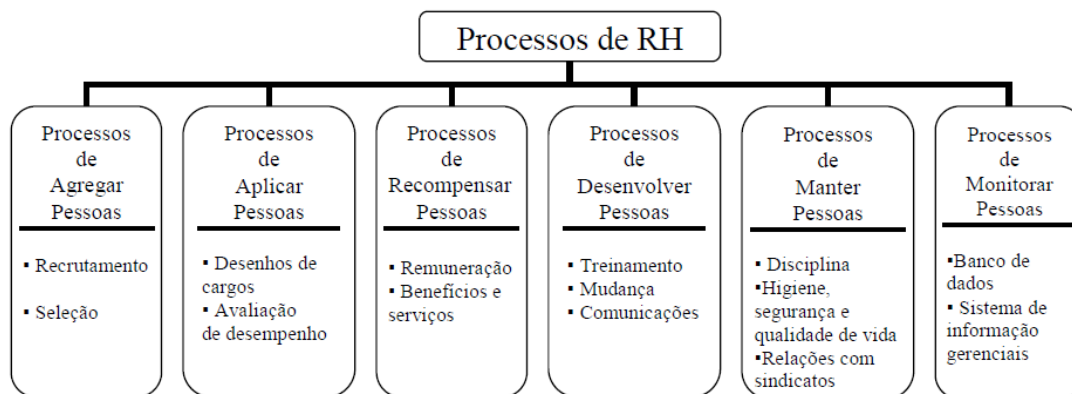 Processos de RH
Processos
de
Agregar
Pessoas
▪ Recrutamento
▪ Seleção
Processos
de
Aplicar
Pessoas
▪ Desenhos de
cargos
▪ Avaliação
de desempenho
Processos
de
Recompensar
Pessoas
▪ Remuneração
▪ Benefícios e
serviços
Processos
de
Desenvolver
Pessoas
▪ Treinamento
▪ Mudança
▪ Comunicações
Processos
de
Manter
Pessoas
▪ Disciplina
▪Higiene,
segurança e
qualidade de vida
▪Relações com
sindicatos
Processos
de
Monitorar
Pessoas
▪Banco de
dados
▪ Sistema de
informação
gerenciais